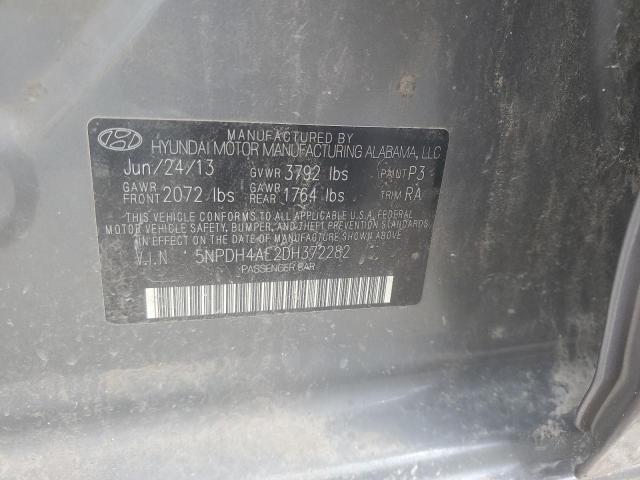 MANUFACTURED BY
HYUNDAI MOTOR MANUFACTURING ALABAMA, LLC
Jun/24/13 GVWR 3792 lbs PAINT P3
GAWR FRONT 2072 lbs GAWR REAR 1764 lbs TRIM RA
THIS VEHICLE CONFORMS TO ALL APPLICABLE U.S.A. FEDERAL
MOTOR VEHICLE SAFETY, BUMPER, AND THEFT PREVENTION STANDARDS
IN EFFECT ON THE DATE OF MANUFACTURE SHOWN ABOVE.
V.I.N 5NPDH4AE2DH372282
PASSENGER CAR